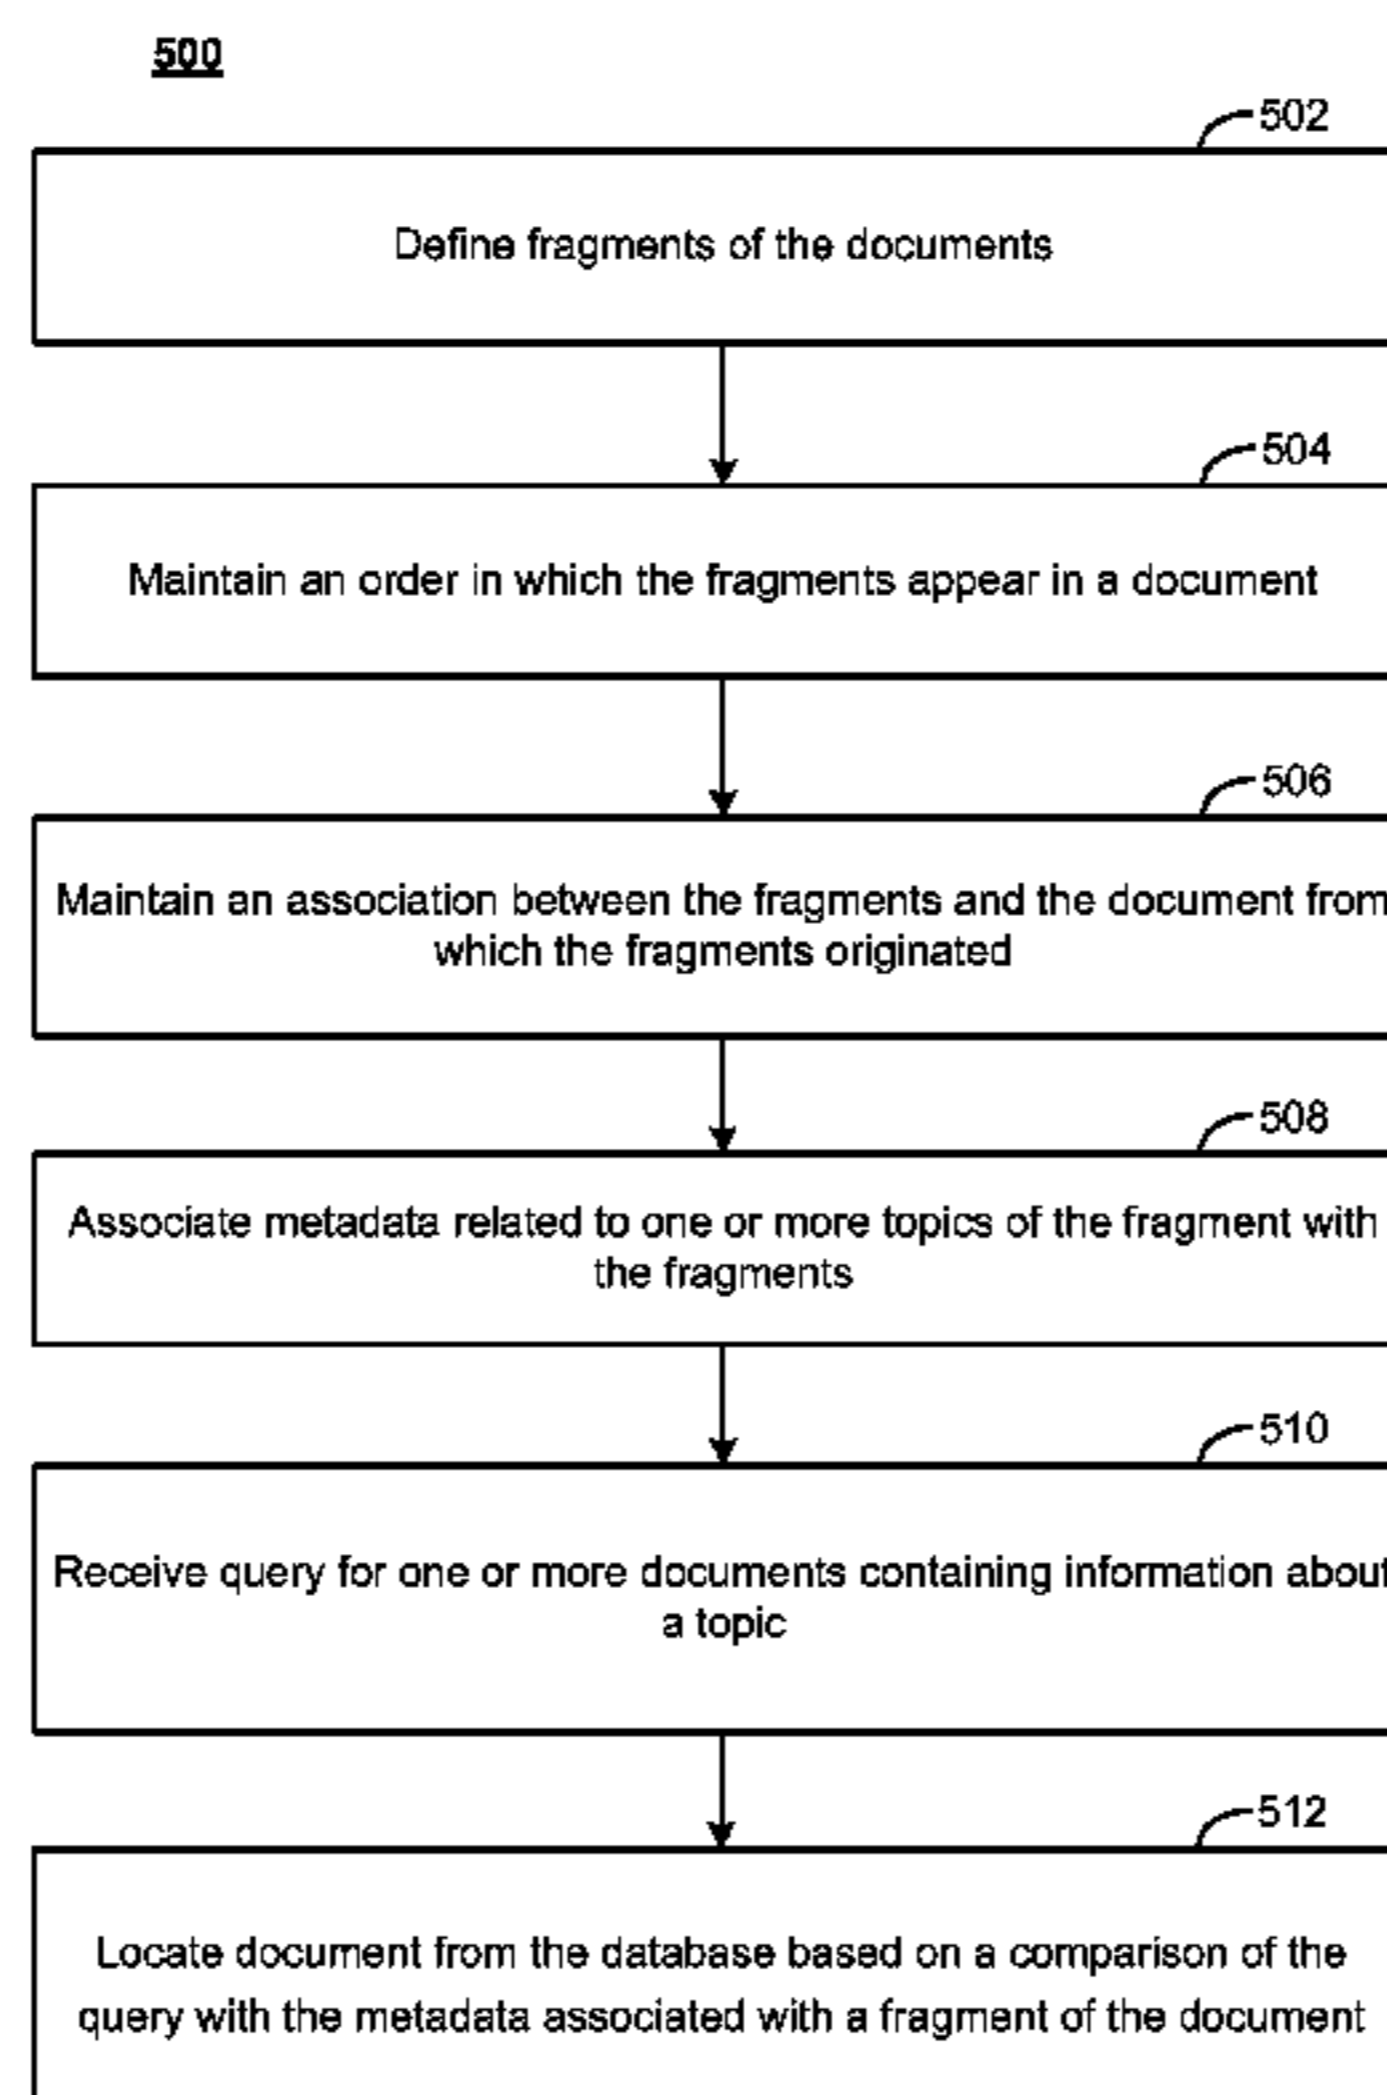 500
502
Define fragments of the documents
504
Maintain an order in which the fragments appear in a document
506
Maintain an association between the fragments and the document from
which the fragments originated
508
Associate metadata related to one or more topics of the fragment with
the fragments
510
Receive query for one or more documents containing information about
a topic
512
Locate document from the database based on a comparison of the
query with the metadata associated with a fragment of the document